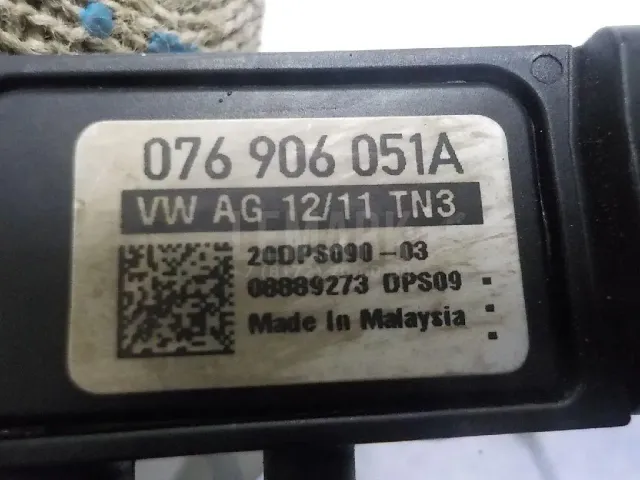 076 906 051A
VW AG 12/11 TN3
20DPS090-03
08889273 DPS09
Made In Malaysia